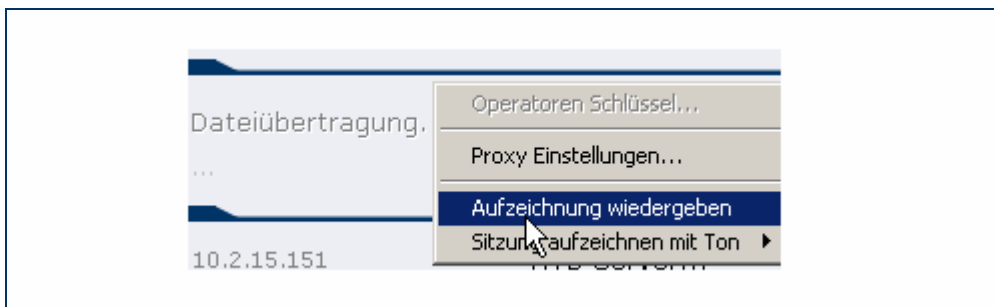 Operatoren Schlüssel...
Dateiübertragung.
Proxy Einstellungen...
...
Aufzeichnung wiedergeben
Sitzung aufzeichnen mit Ton
10.2.15.151